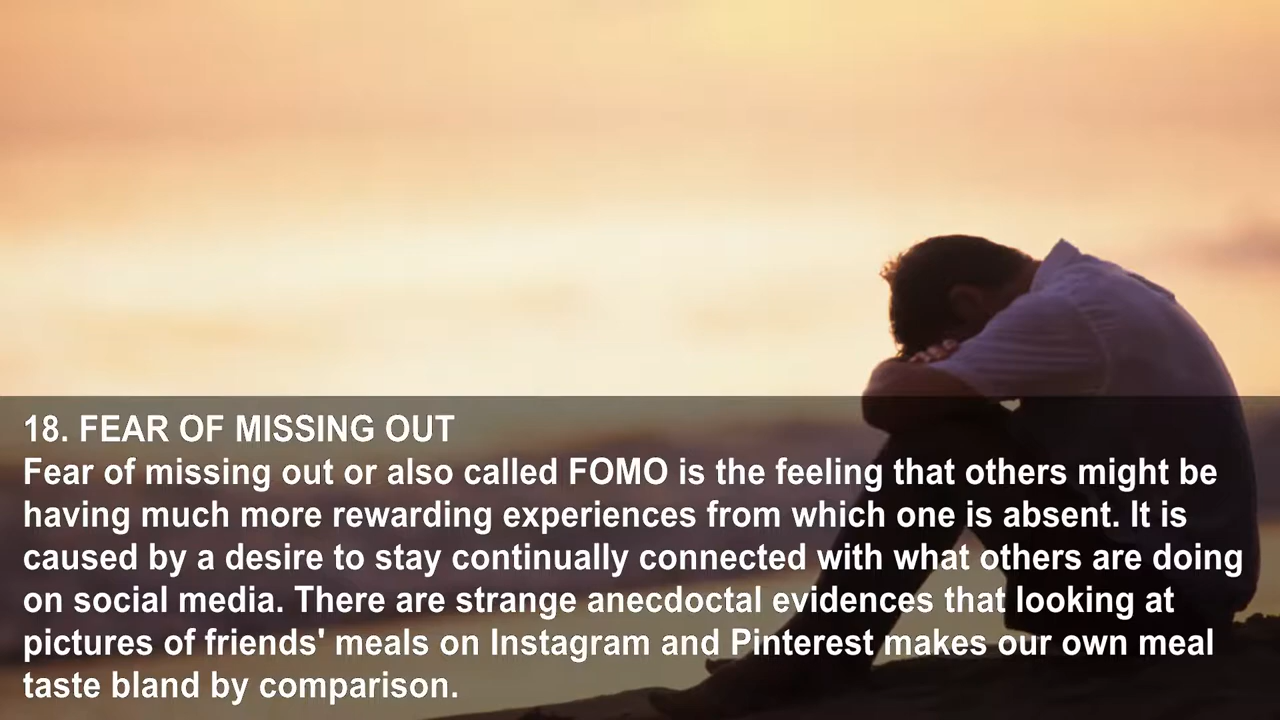 18. FEAR OF MISSING OUT
Fear of missing out or also called FOMO is the feeling that others might be
having much more rewarding experiences from which one is absent. It is
caused by a desire to stay continually connected with what others are doing
on social media. There are strange anecdoctal evidences that looking at
pictures of friends' meals on Instagram and Pinterest makes our own meal
taste bland by comparison.